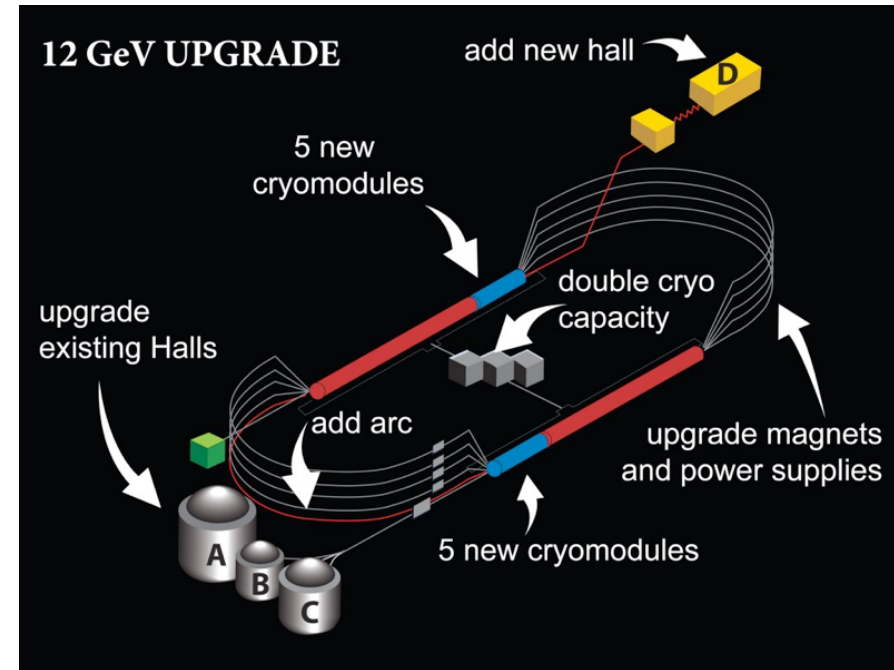 12 GeV UPGRADE
add new hall
D
5 new
cryomodules
double cryo
capacity
upgrade
existing Halls
add arc
upgrade magnets
and power supplies
5 new cryomodules
A
B
C